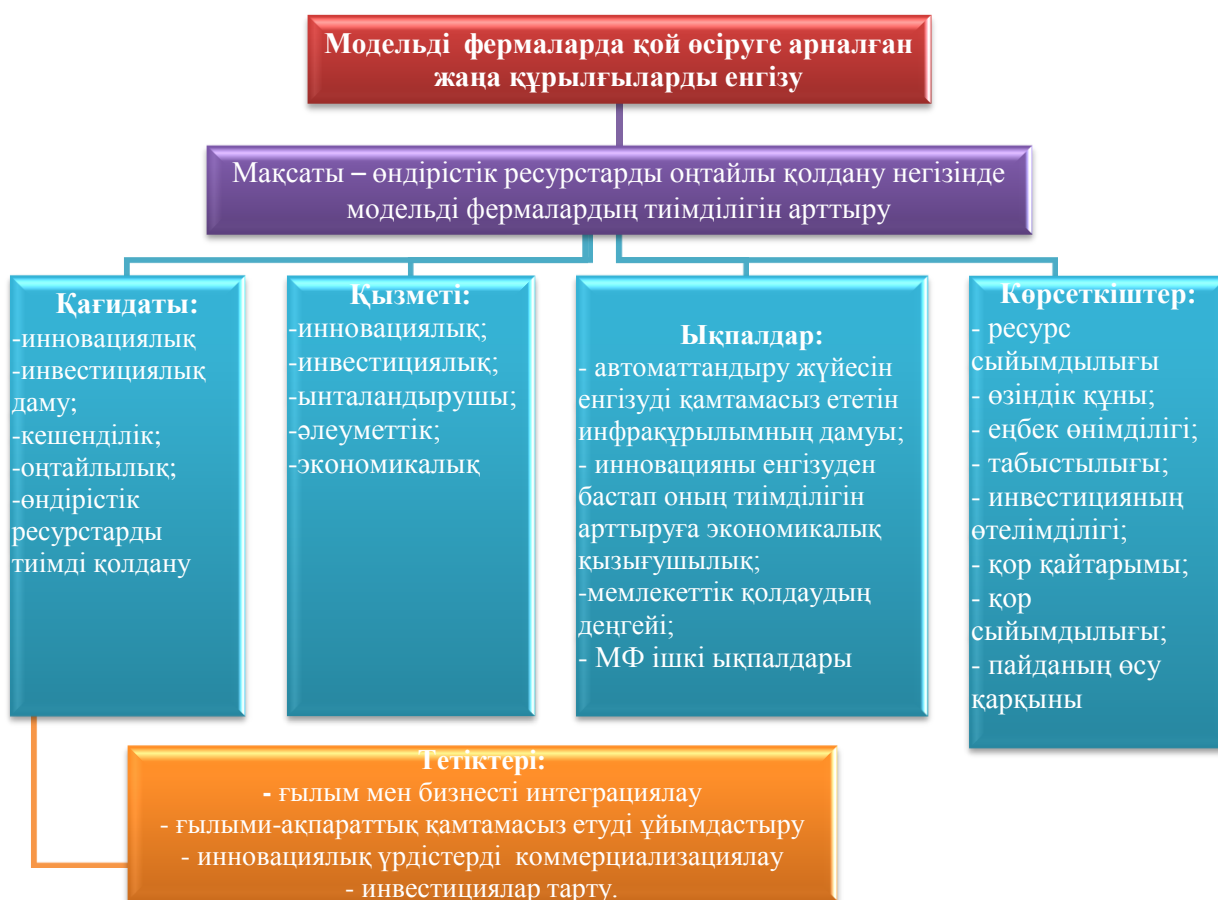 Модельді фермаларда қой өсіруге арналған
жаңа құрылғыларды енгізу
Мақсаты – өндірістік ресурстарды оңтайлы қолдану негізінде
модельді фермалардың тиімділігін арттыру
Қағидаты:
-инновациялық
-инвестициялық
даму;
-кешенділік;
-оңтайлылық;
-өндірістік
ресурстарды
тиімді қолдану
Қызметі:
-инновациялық;
-инвестициялық;
-ынталандырушы;
-әлеуметтік;
-экономикалық
Ықпалдар:
- автоматтандыру жүйесін
енгізуді қамтамасыз ететін
инфрақұрылымның дамуы;
- инновацияны енгізуден
бастап оның тиімділігін
арттыруға экономикалық
қызығушылық;
-мемлекеттік қолдаудың
деңгейі;
- МФ ішкі ықпалдары
Көрсеткіштер:
- ресурс
сыйымдылығы
- өзіндік құны;
- еңбек өнімділігі;
- табыстылығы;
- инвестицияның
өтелімділігі;
- қор қайтарымы;
- қор
сыйымдылығы;
- пайданың өсу
қарқыны
Тетіктері:
- ғылым мен бизнесті интеграциялау
- ғылыми-ақпараттық қамтамасыз етуді ұйымдастыру
- инновациялық үрдістерді коммерциализациялау
- инвестициялар тарту.